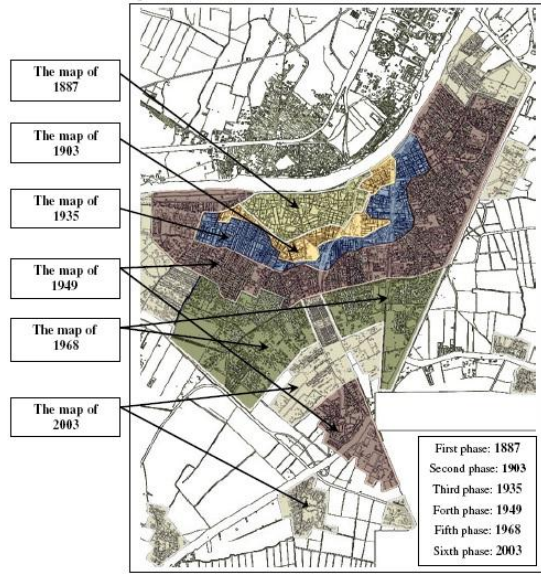 The map of
1887
The map of
1903
The map of
1935
The map of
1949
The map of
1968
The map of
2003
First phase: 1887
Second phase: 1903
Third phase: 1935
Forth phase: 1949
Fifth phase: 1968
Sixth phase: 2003